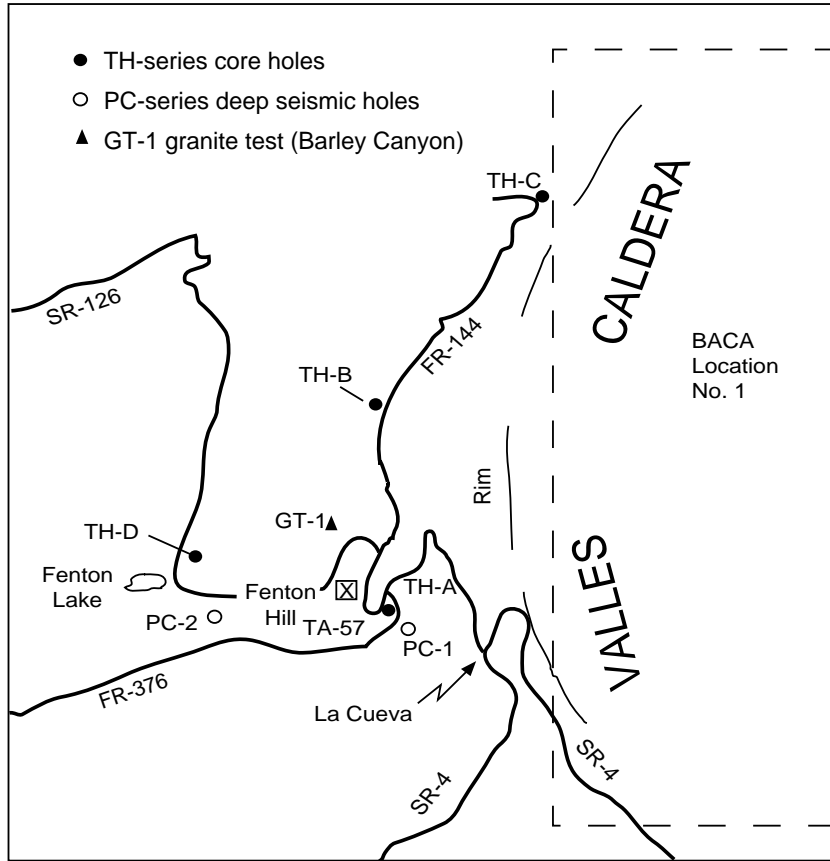 TH-series core holes
PC-series deep seismic holes
GT-1 granite test (Barley Canyon)
TH-C
CALDERA
SR-126
FR-144
BACA
Location
No. 1
TH-B
Rim
GT-1
TH-D
VALLES
Fenton
Lake
Fenton
Hill
X
TH-A
TA-57
PC-2
PC-1
FR-376
La Cueva
SR-4
SR-4